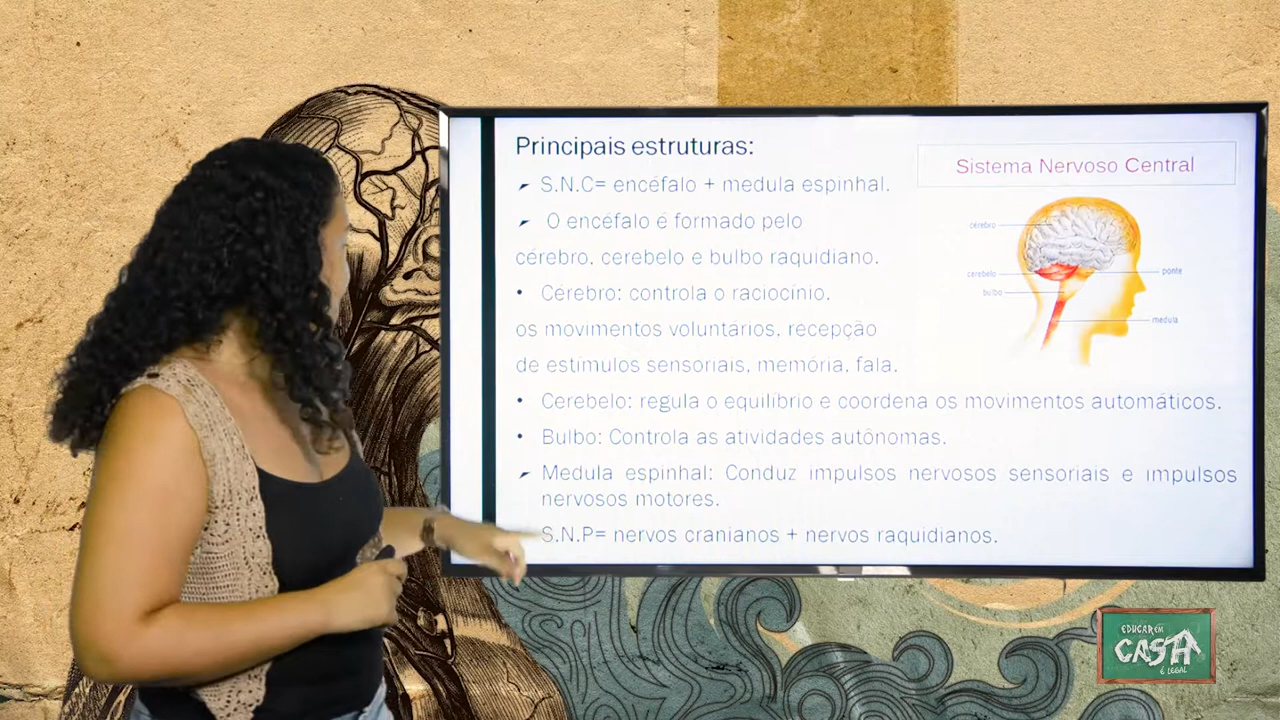 Principais estruturas:
S.N.C= encéfalo + medula espinhal.
O encéfalo é formado pelo
cérebro, cerebelo e bulbo raquidiano.
Cérebro: controla o raciocínio,
os movimentos voluntários, recepção
de estímulos sensoriais, memória, fala.
Cerebelo: regula o equilíbrio e coordena os movimentos automáticos.
Bulbo: Controla as atividades autônomas.
Medula espinhal: Conduz impulsos nervosos sensoriais e impulsos
nervosos motores.
S.N.P= nervos cranianos + nervos raquidianos.
Sistema Nervoso Central
cérebro
cerebelo
ponte
bulbo
medula
EDUCAR EM
CASA
É LEGAL